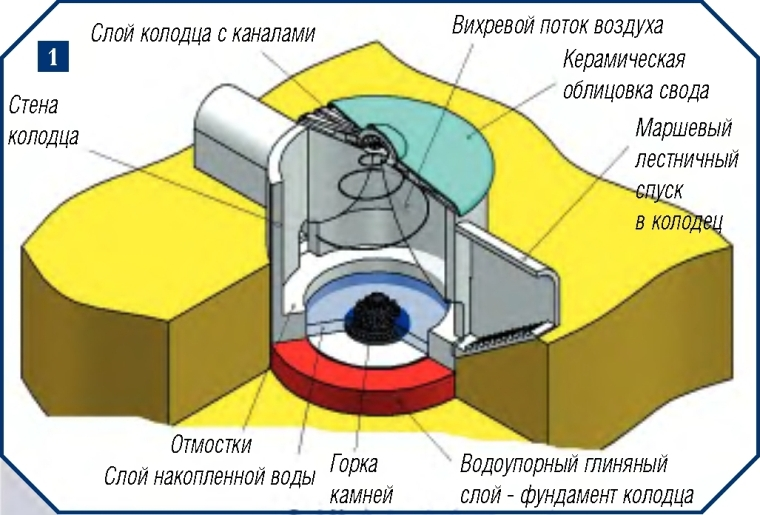 1
Слой колодца с каналами
Вихревой поток воздуха
Керамическая
облицовка свода
Стена
колодца
Маршевый
лестничный
спуск
в колодец
Отмостки
Слой накопленной воды
Горка
камней
Водоупорный глиняный
слой - фундамент колодца